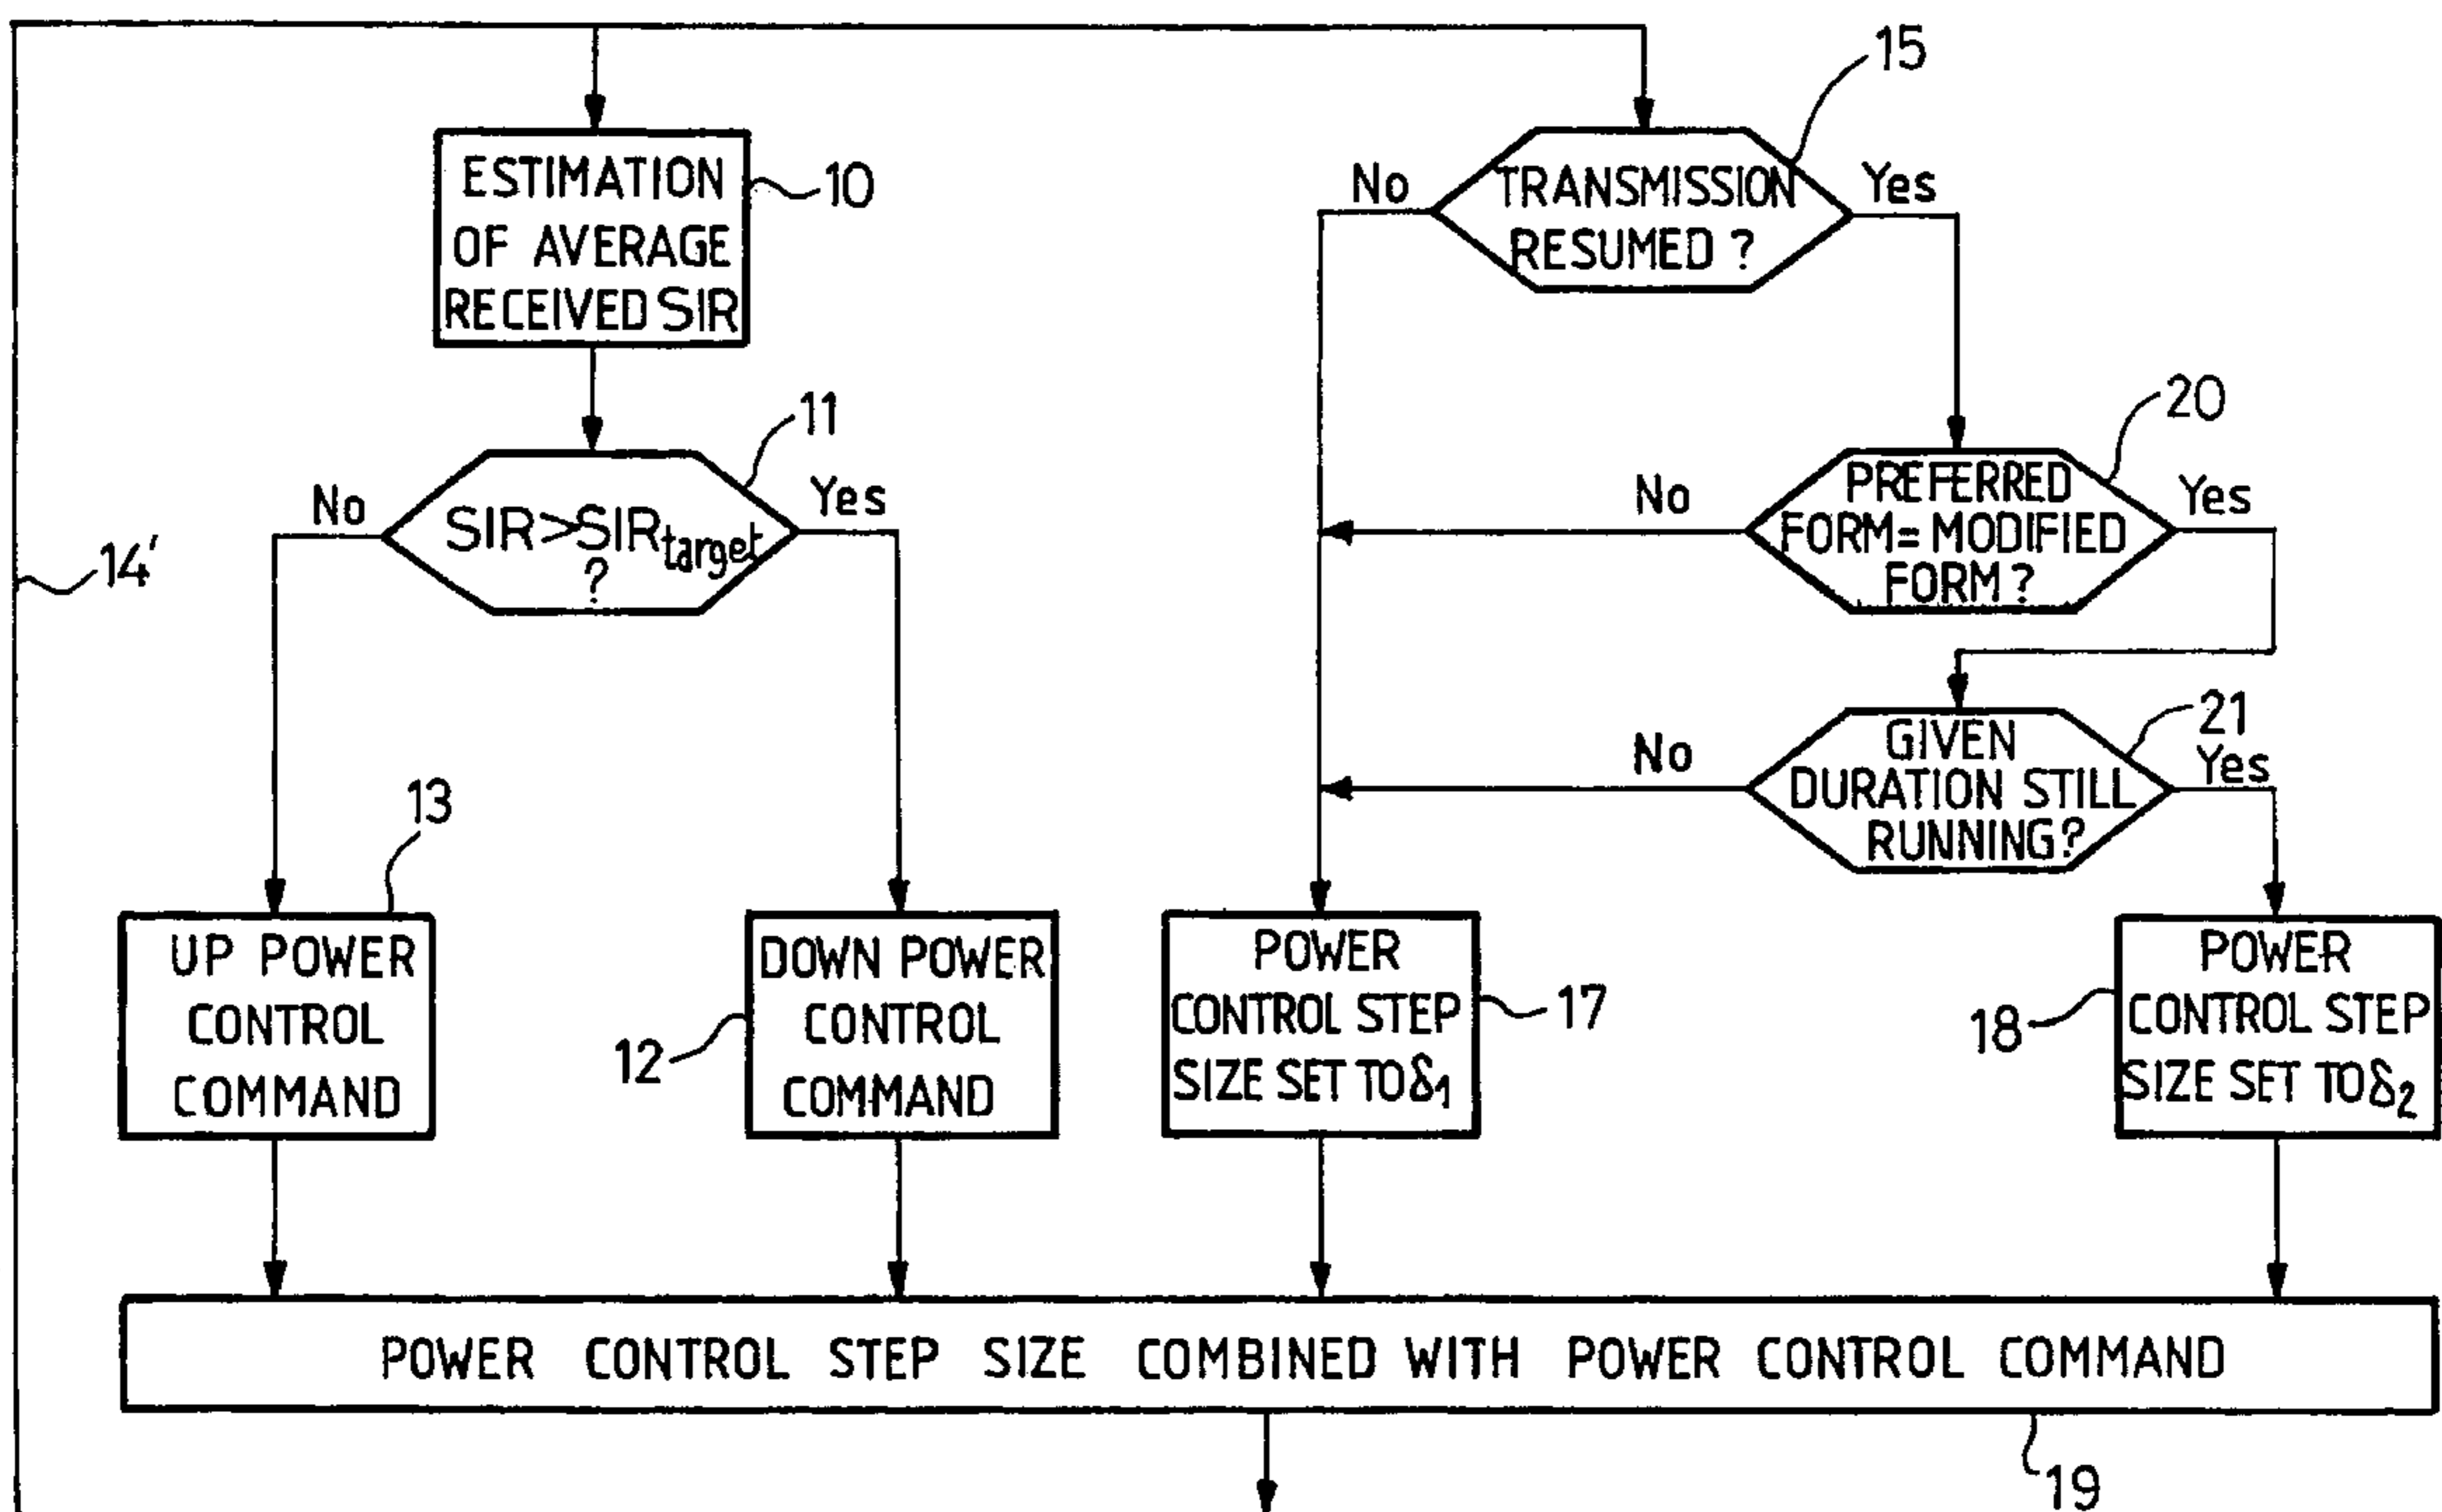 15
ESTIMATION
OF AVERAGE
RECEIVED SIR
10
No
TRANSMISSION
RESUMED ?
Yes
11
No
SIR>SIRtarget
?
Yes
20
No
PREFERRED
FORM= MODIFIED
FORM ?
Yes
14'
21
No
GIVEN
DURATION STILL
RUNNING?
Yes
13
UP POWER
CONTROL
COMMAND
12
DOWN POWER
CONTROL
COMMAND
POWER
CONTROL STEP
SIZE SET TO δ1
17
18
POWER
CONTROL STEP
SIZE SET TO δ2
POWER CONTROL STEP SIZE COMBINED WITH POWER CONTROL COMMAND
19